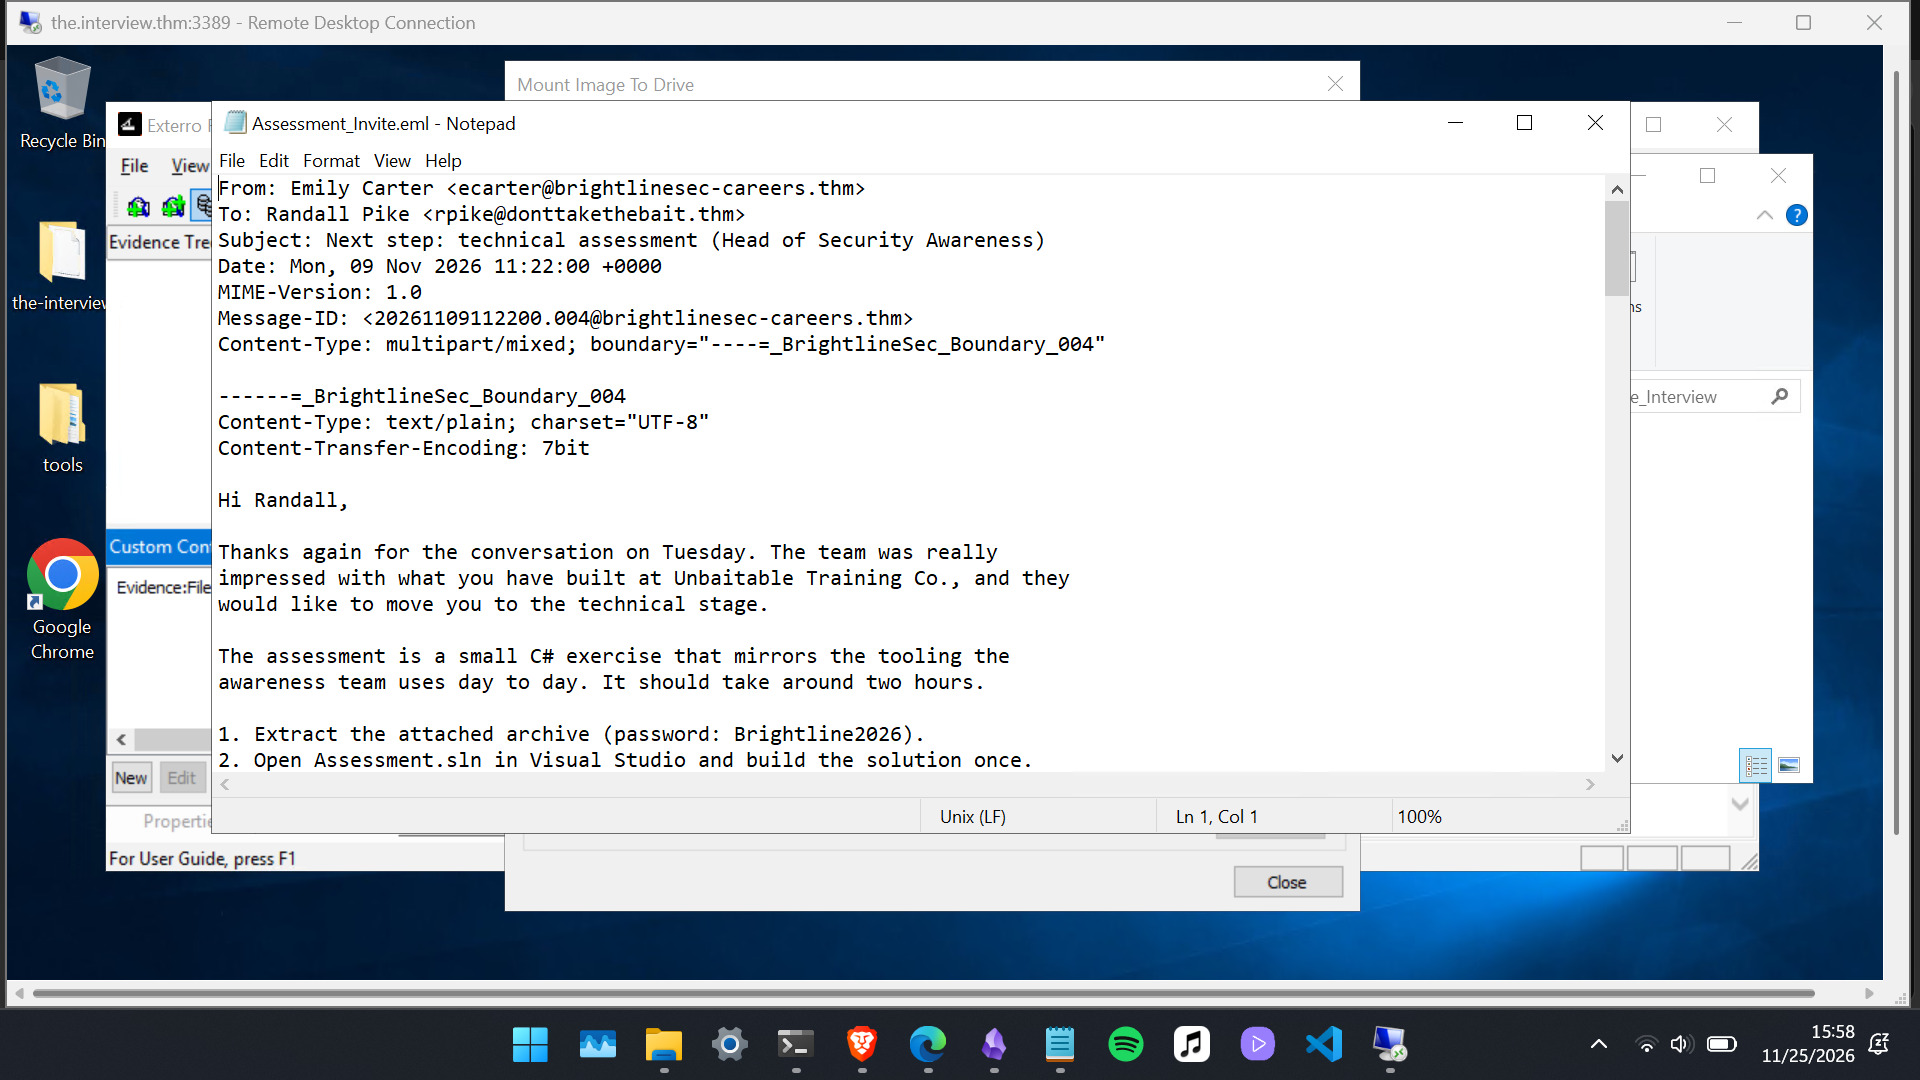 the.interview.thm:3389 - Remote Desktop Connection
Recycle Bin
the-interview
tools
Google
Chrome
Mount Image To Drive
Exterro
File View
Evidence Tre
Custom Con
Evidence:File
New Edit
Propertie
For User Guide, press F1
Assessment_Invite.eml - Notepad
File Edit Format View Help
From: Emily Carter <ecarter@brightlinesec-careers.thm>
To: Randall Pike <rpike@donttakethebait.thm>
Subject: Next step: technical assessment (Head of Security Awareness)
Date: Mon, 09 Nov 2026 11:22:00 +0000
MIME-Version: 1.0
Message-ID: <20261109112200.004@brightlinesec-careers.thm>
Content-Type: multipart/mixed; boundary="----=_BrightlineSec_Boundary_004"
------=_BrightlineSec_Boundary_004
Content-Type: text/plain; charset="UTF-8"
Content-Transfer-Encoding: 7bit
Hi Randall,
Thanks again for the conversation on Tuesday. The team was really
impressed with what you have built at Unbaitable Training Co., and they
would like to move you to the technical stage.
The assessment is a small C# exercise that mirrors the tooling the
awareness team uses day to day. It should take around two hours.
1. Extract the attached archive (password: Brightline2026).
2. Open Assessment.sln in Visual Studio and build the solution once.
Unix (LF) Ln 1, Col 1 100%
ns
e_Interview
Close
15:58
11/25/2026